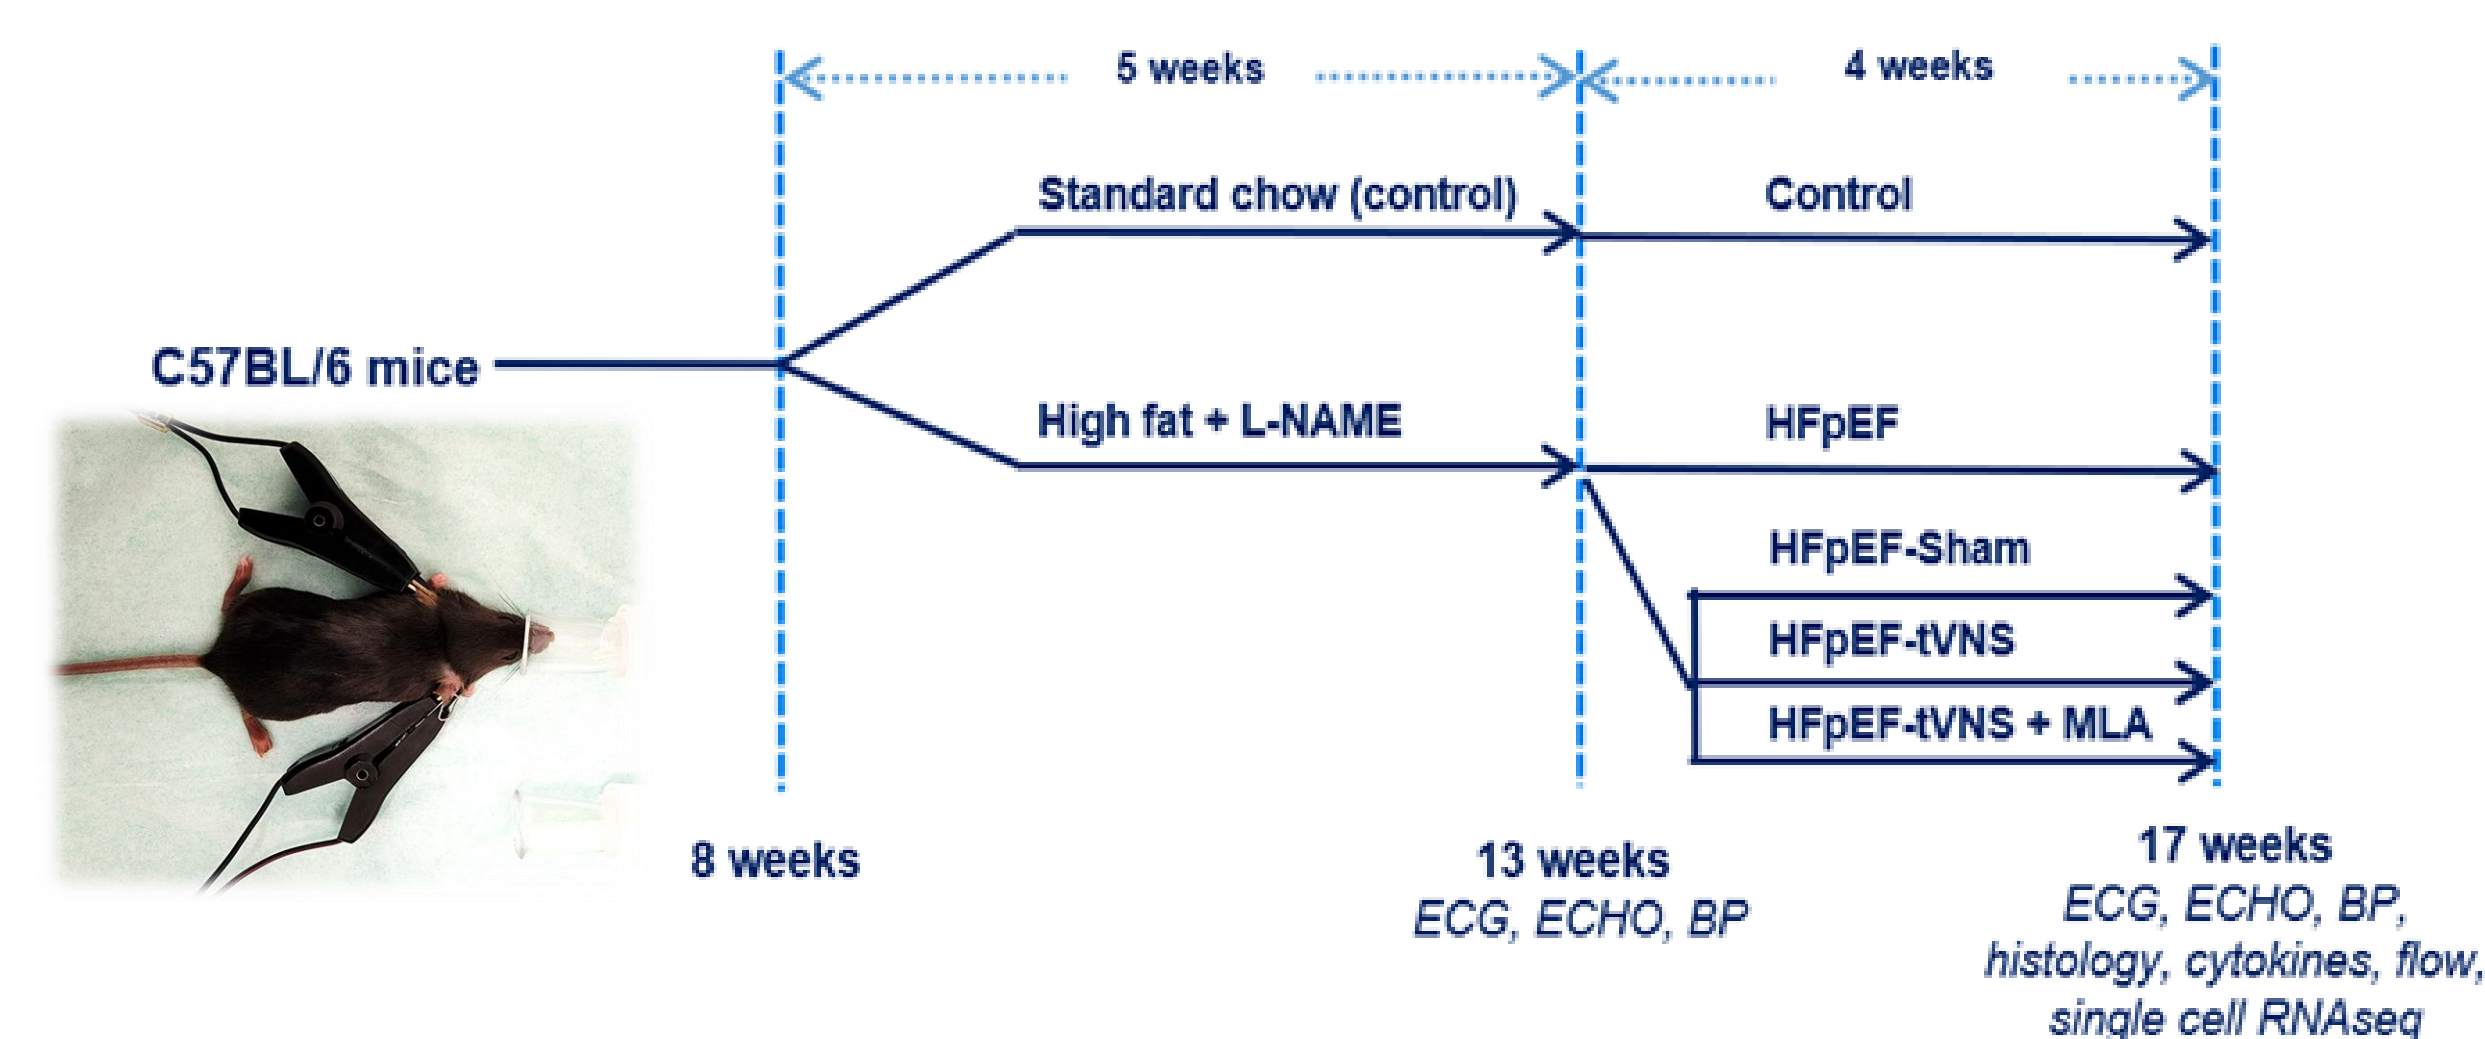 5 weeks
4 weeks
Standard chow (control)
Control
C57BL/6 mice
High fat + L-NAME
HFpEF
HFpEF-Sham
HFpEF-tVNS
HFpEF-tVNS + MLA
8 weeks
13 weeks
ECG, ECHO, BP
17 weeks
ECG, ECHO, BP,
histology, cytokines, flow,
single cell RNAseq